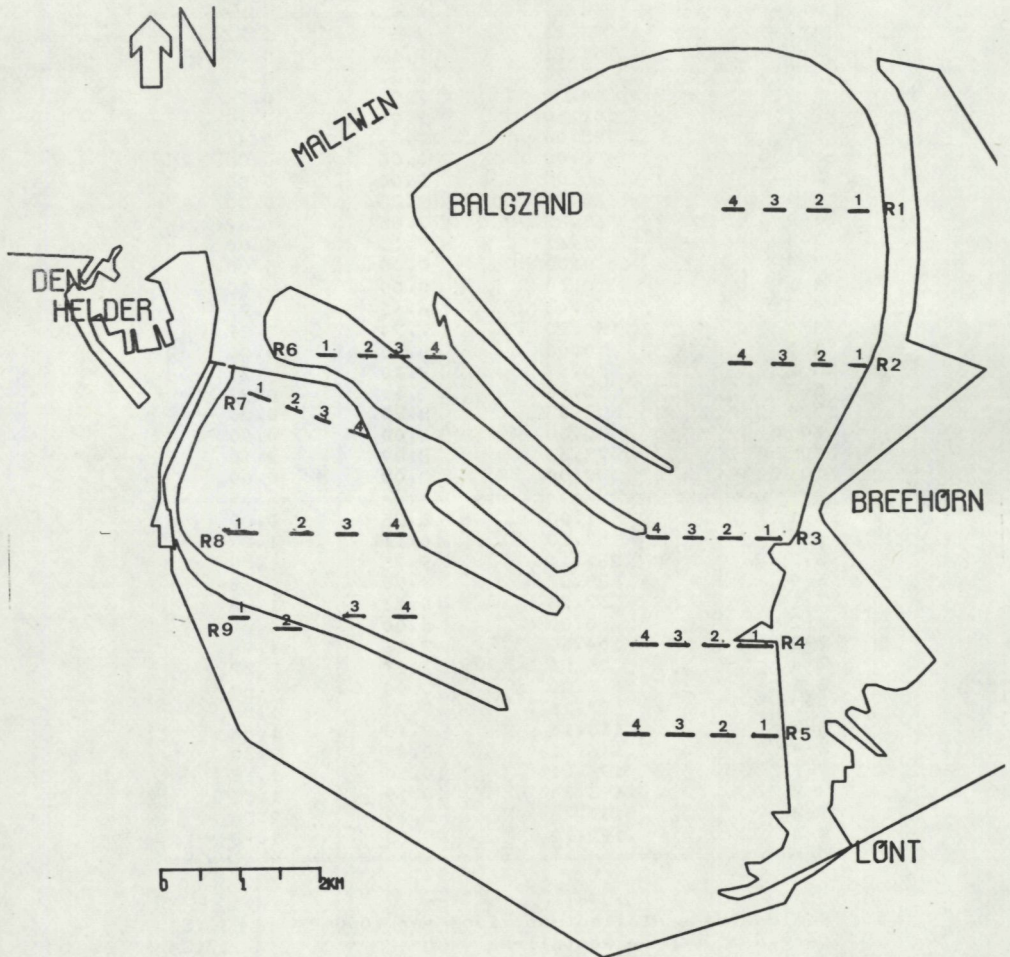 N
MALZWIN
BALGZAND
4 3 2 1 R1
DEN
HELDER
R6 1 2 3 4
4 3 2 1 R2
R7 1 2 3 4
BREEHORN
R8 1 2 3 4
4 3 2 1 R3
R9 1 2 3 4
4 3 2 1 R4
4 3 2 1 R5
LONT
0 1 2KM